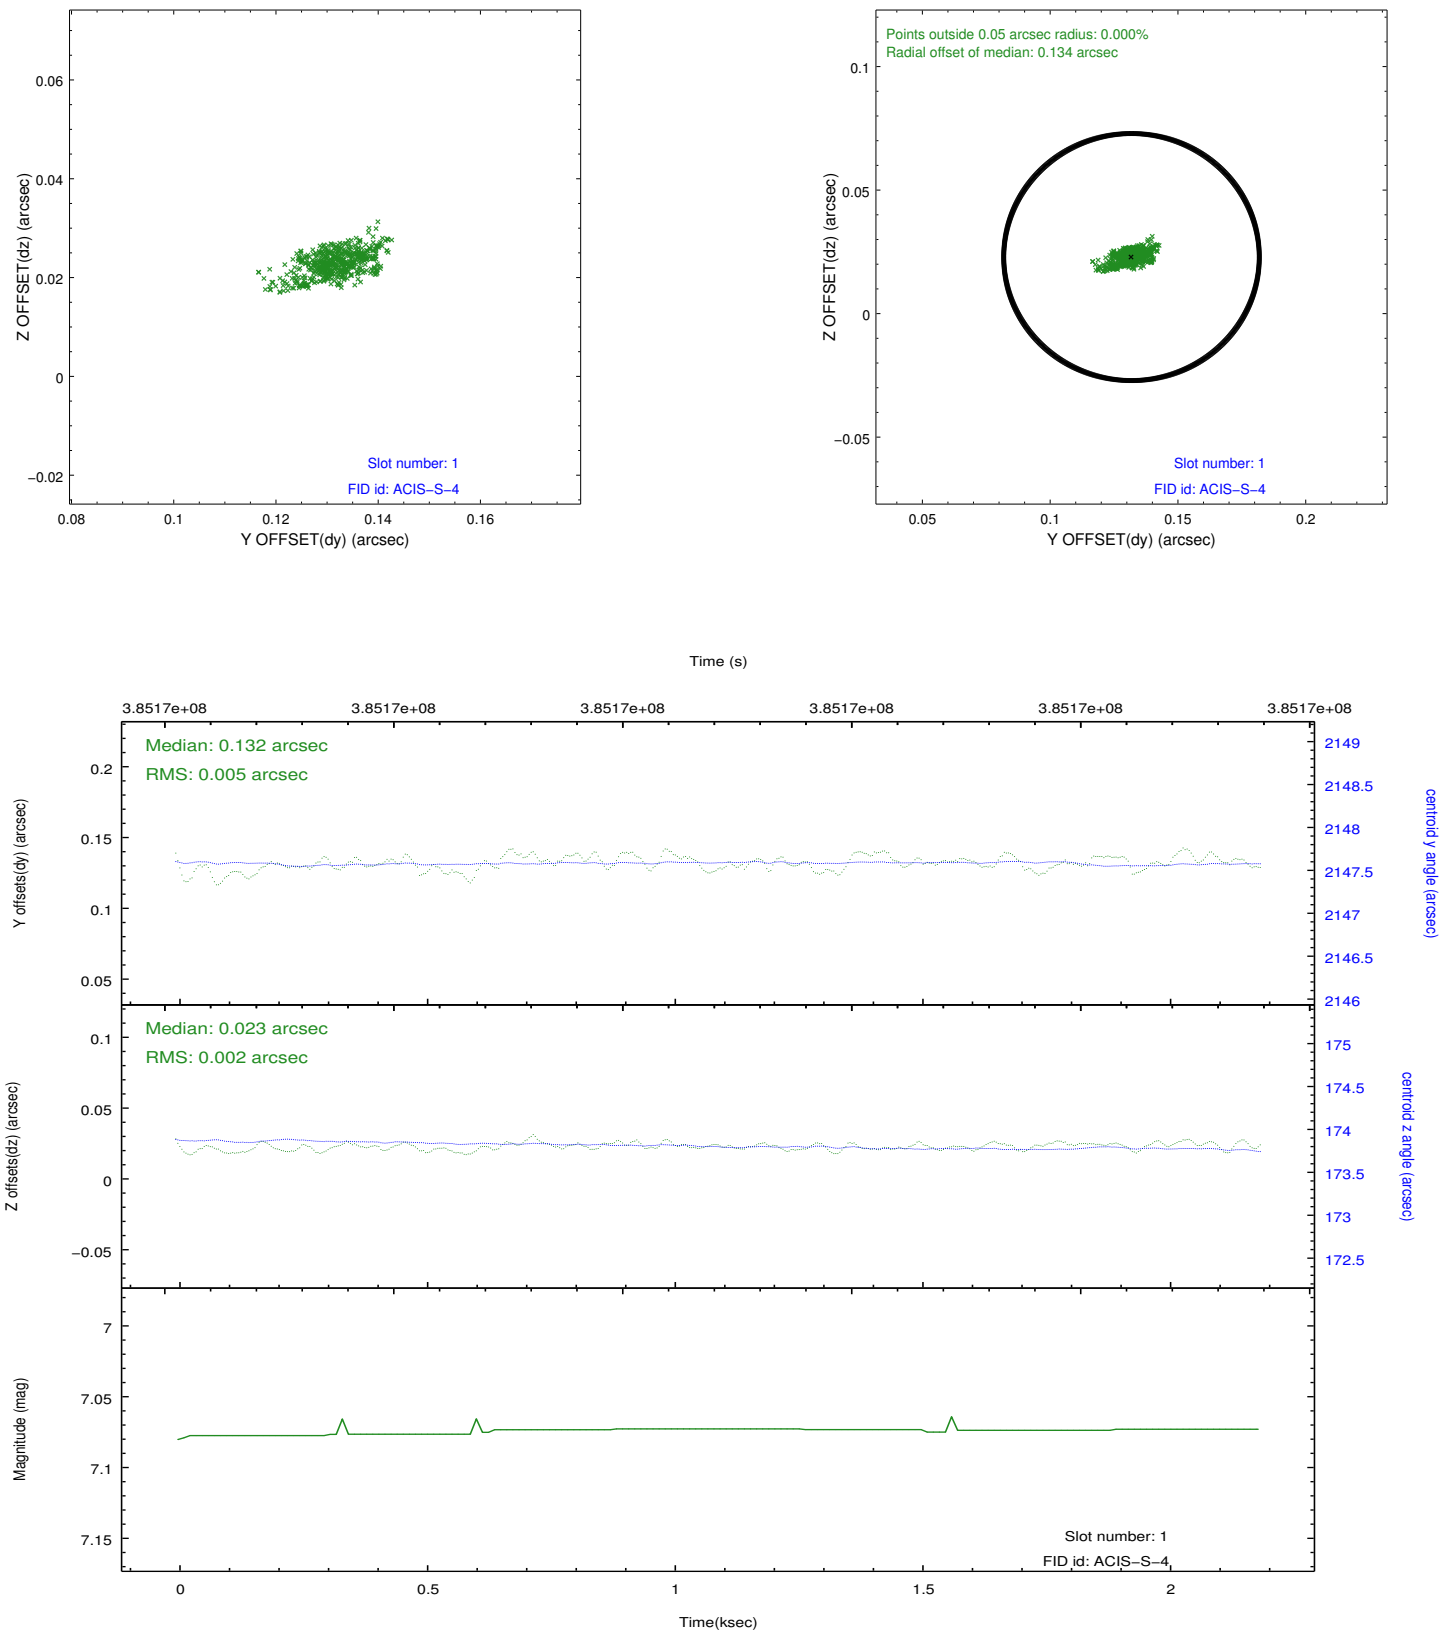 0.06
0.04
0.02
0
−0.02
Z OFFSET(dz) (arcsec)
Slot number: 1
FID id: ACIS−S−4
0.08 0.1 0.12 0.14 0.16
Y OFFSET(dy) (arcsec)
Points outside 0.05 arcsec radius: 0.000%
Radial offset of median: 0.134 arcsec
0.1
0.05
0
−0.05
Z OFFSET(dz) (arcsec)
Slot number: 1
FID id: ACIS−S−4
0.05 0.1 0.15 0.2
Y OFFSET(dy) (arcsec)
Time (s)
3.8517e+08 3.8517e+08 3.8517e+08 3.8517e+08 3.8517e+08 3.8517e+08
Median: 0.132 arcsec
RMS: 0.005 arcsec
0.2
0.15
0.1
0.05
Y offsets(dy) (arcsec)
2149
2148.5
2148
2147.5
2147
2146.5
2146
centroid y angle (arcsec)
Median: 0.023 arcsec
RMS: 0.002 arcsec
0.1
0.05
0
−0.05
Z offsets(dz) (arcsec)
175
174.5
174
173.5
173
172.5
centroid z angle (arcsec)
7
7.05
7.1
7.15
Magnitude (mag)
Slot number: 1
FID id: ACIS−S−4
0 0.5 1 1.5 2
Time(ksec)